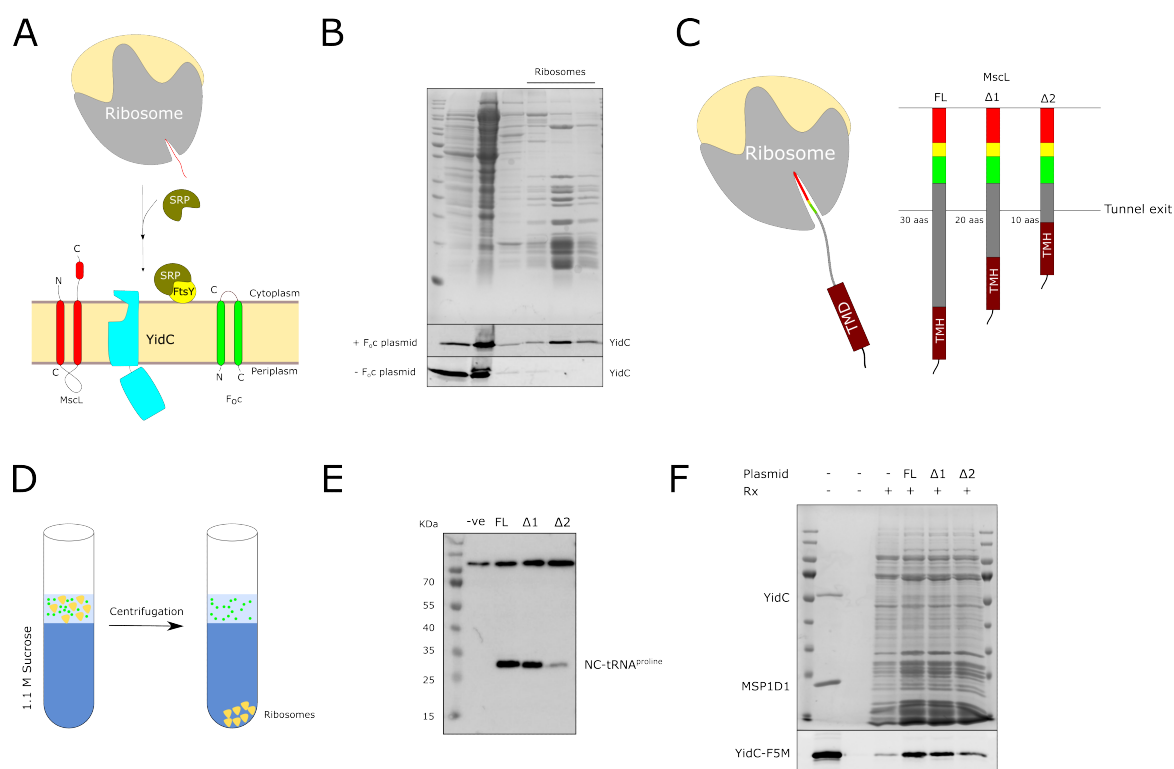 A
Ribosome
SRP
C
N
SRP
FtsY
C
Cytoplasm
YidC
Periplasm
C
MscL
N
C
F₀c
B
Ribosomes
+ F₀c plasmid
YidC
- F₀c plasmid
YidC
C
Ribosome
TMD
MscL
FL
Δ1
Δ2
Tunnel exit
30 aas
20 aas
10 aas
TMH
TMH
TMH
D
1.1 M Sucrose
Centrifugation
Ribosomes
E
KDa
-ve
FL
Δ1
Δ2
70
55
40
35
25
15
NC-tRNAproline
F
Plasmid - - - FL Δ1 Δ2
Rx - - + + + +
YidC
MSP1D1
YidC-F5M